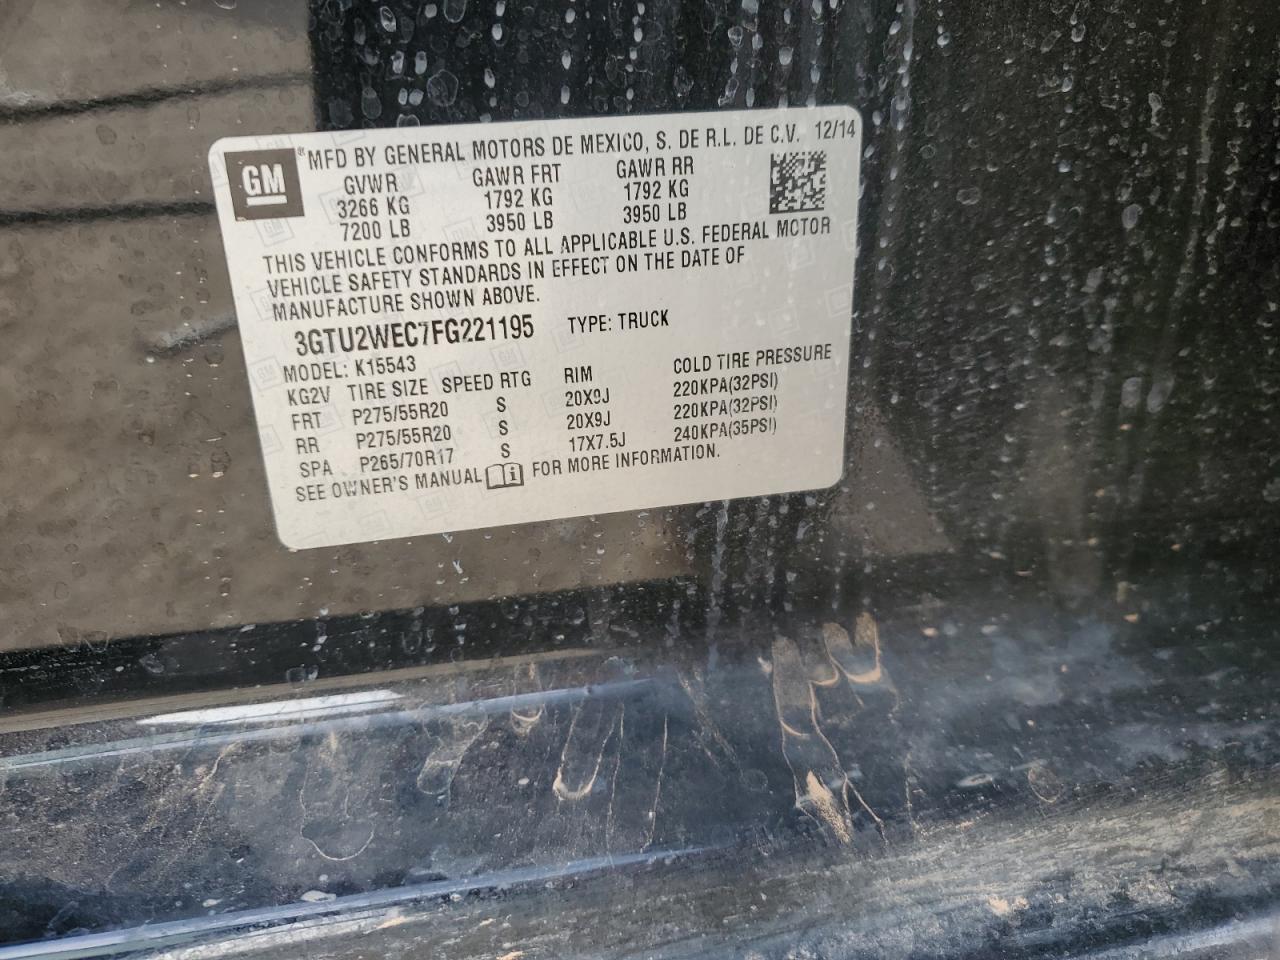 GM ® MFD BY GENERAL MOTORS DE MEXICO, S. DE R.L. DE C.V. 12/14
GVWR GAWR FRT GAWR RR
3266 KG 1792 KG 1792 KG
7200 LB 3950 LB 3950 LB
THIS VEHICLE CONFORMS TO ALL APPLICABLE U.S. FEDERAL MOTOR
VEHICLE SAFETY STANDARDS IN EFFECT ON THE DATE OF
MANUFACTURE SHOWN ABOVE.
3GTU2WEC7FG221195 TYPE: TRUCK
MODEL: K15543
KG2V TIRE SIZE SPEED RTG RIM COLD TIRE PRESSURE
FRT P275/55R20 S 20X9J 220KPA(32PSI)
RR P275/55R20 S 20X9J 220KPA(32PSI)
SPA P265/70R17 S 17X7.5J 240KPA(35PSI)
SEE OWNER'S MANUAL FOR MORE INFORMATION.